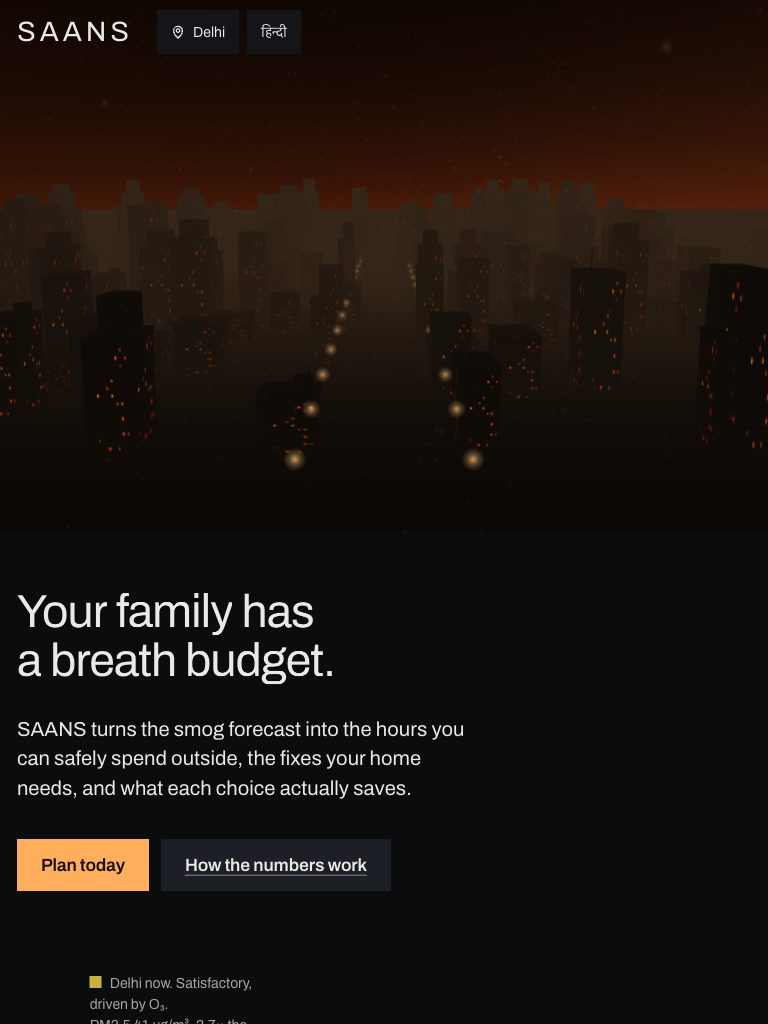 SAANS
Delhi
हिन्दी
Your family has
a breath budget.
SAANS turns the smog forecast into the hours you
can safely spend outside, the fixes your home
needs, and what each choice actually saves.
Plan today
How the numbers work
Delhi now. Satisfactory,
driven by O₃.